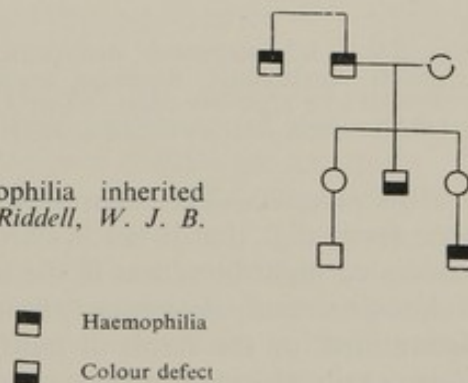 ophilia inherited
Riddell, W. J. B.
Haemophilia
Colour defect